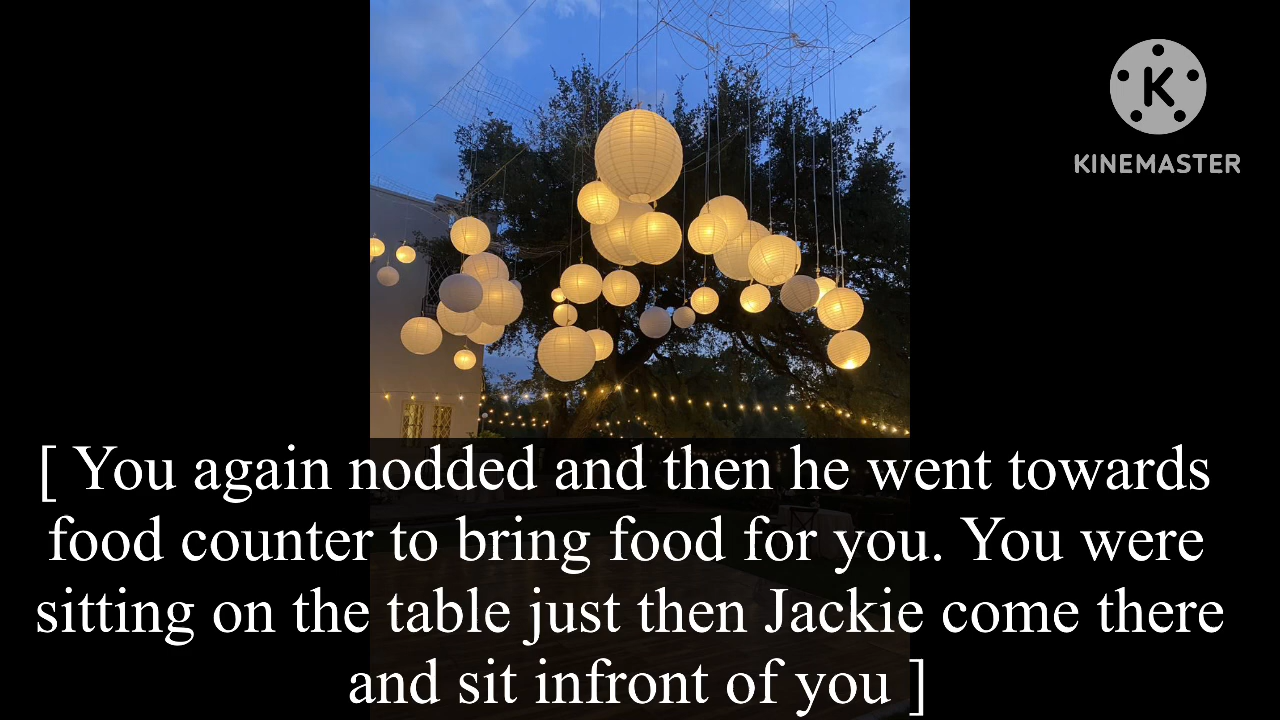 K
KINEMASTER
[ You again nodded and then he went towards
food counter to bring food for you. You were
sitting on the table just then Jackie come there
and sit infront of you ]